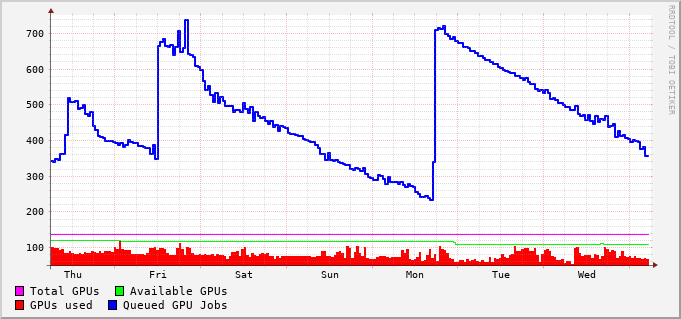 RRDTOOL / TOBI OETIKER
700
600
500
400
300
200
100
Thu Fri Sat Sun Mon Tue Wed
Total GPUs Available GPUs
GPUs used Queued GPU Jobs